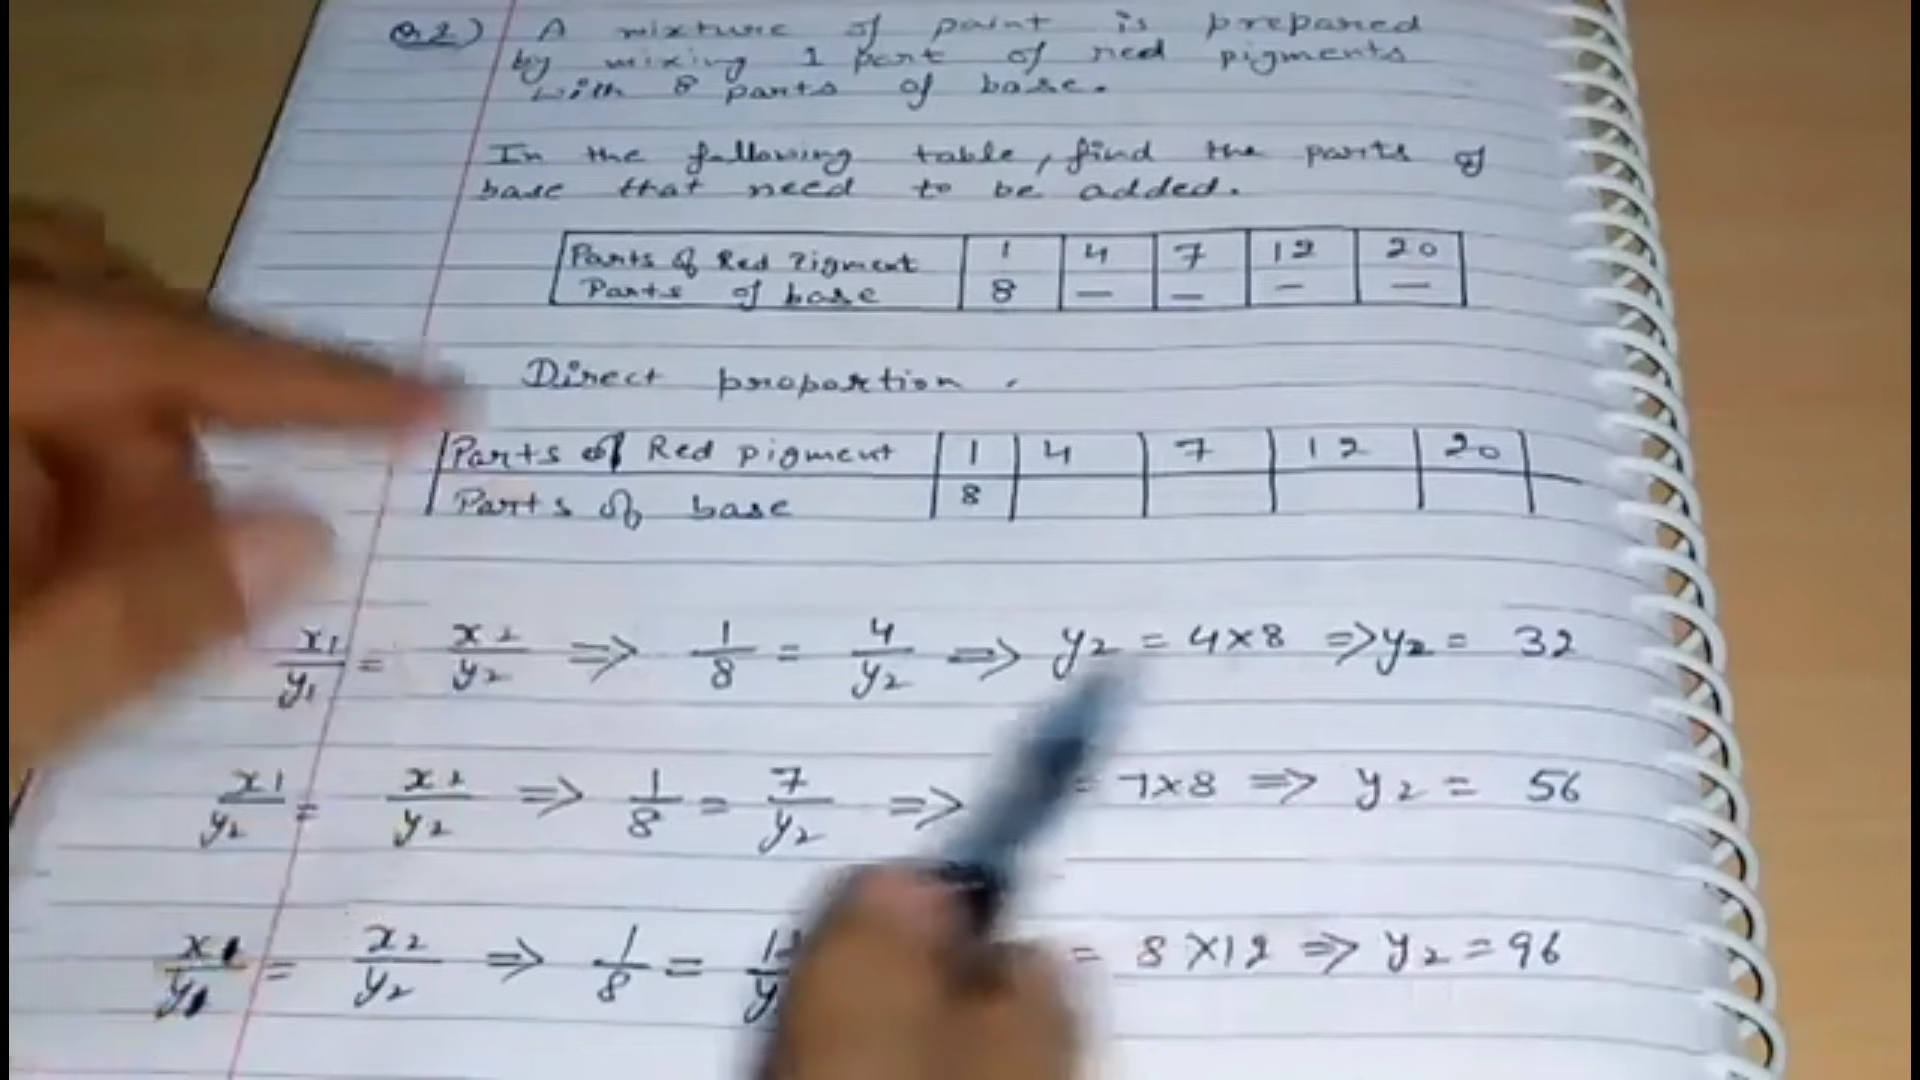 Q.2) A mixture of paint is prepared
by mixing 1 part of red pigments
with 8 parts of base.
In the following table, find the parts of
base that need to be added.
Parts of Red Pigment 1 4 7 12 20
Parts of base 8 — — — —
Direct proportion.
Parts of Red pigment 1 4 7 12 20
Parts of base 8
x1/y1 = x2/y2 ⇒ 1/8 = 4/y2 ⇒ y2 = 4×8 ⇒ y2 = 32
x1/y2 = x2/y2 ⇒ 1/8 = 7/y2 ⇒ = 7×8 ⇒ y2 = 56
x1/y1 = x2/y2 ⇒ 1/8 = = 8×12 ⇒ y2 = 96